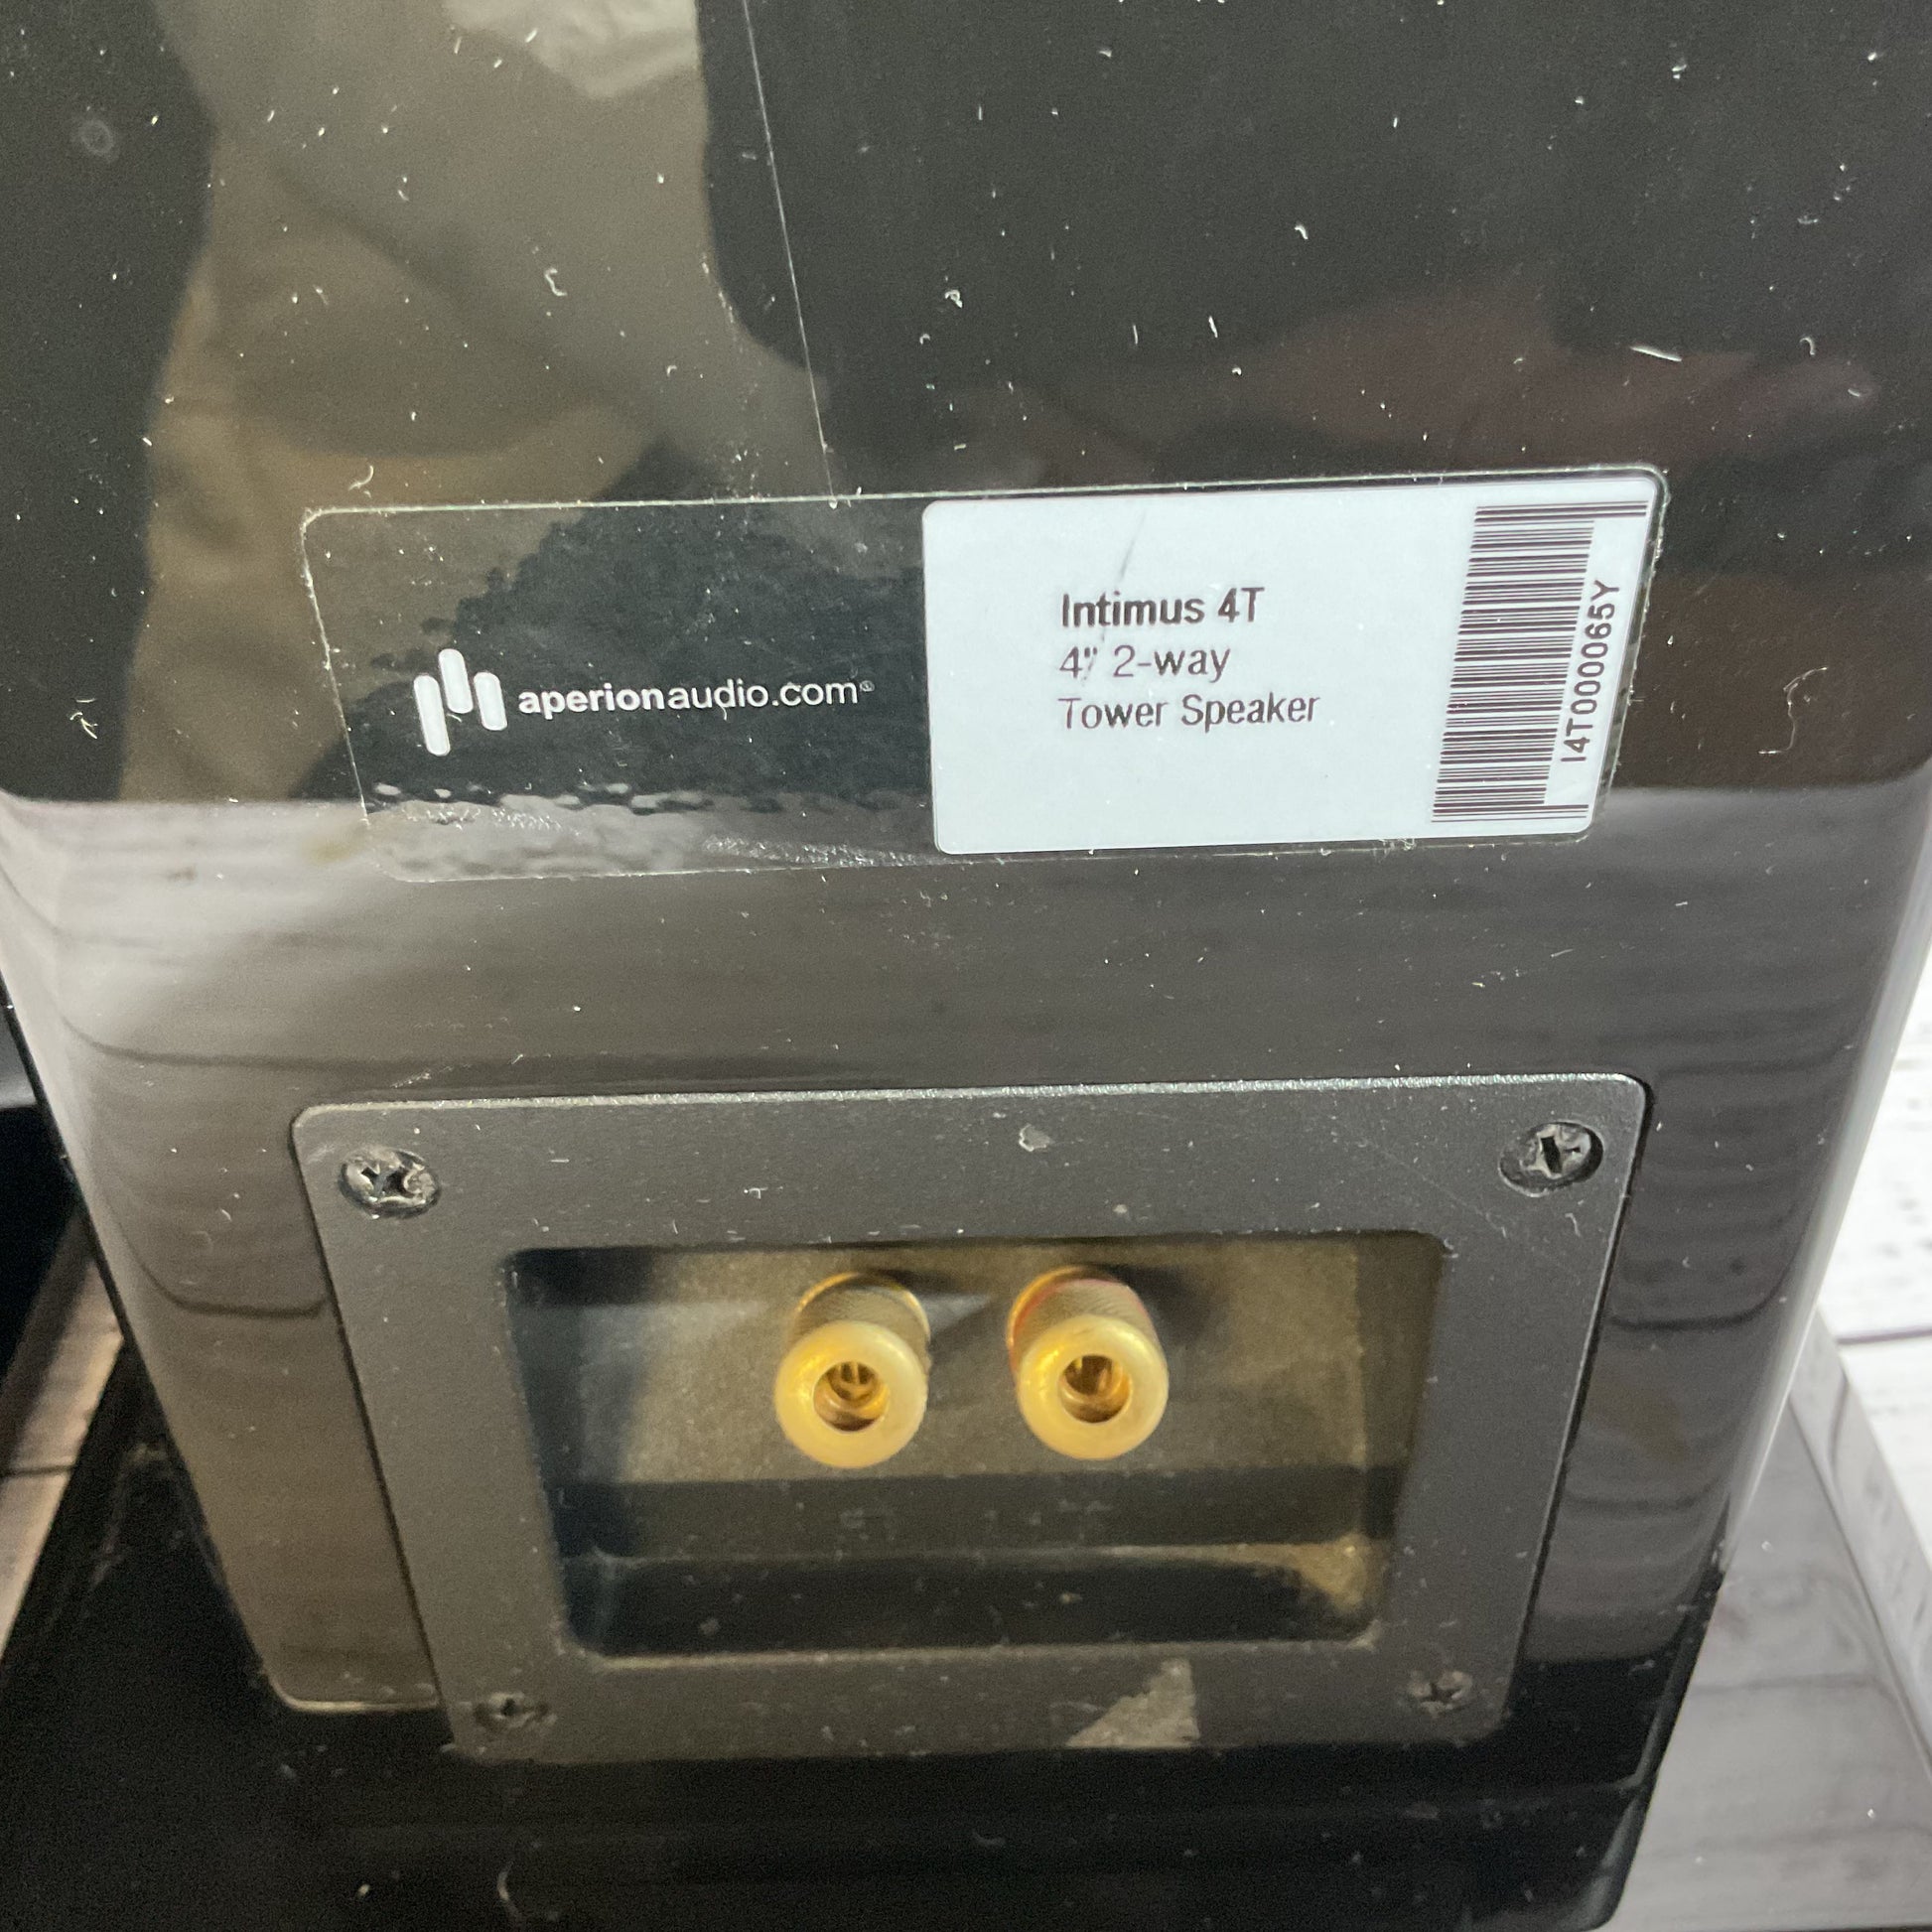 aperionaudio.com®
Intimus 4T
4" 2-way
Tower Speaker
I4T000065Y